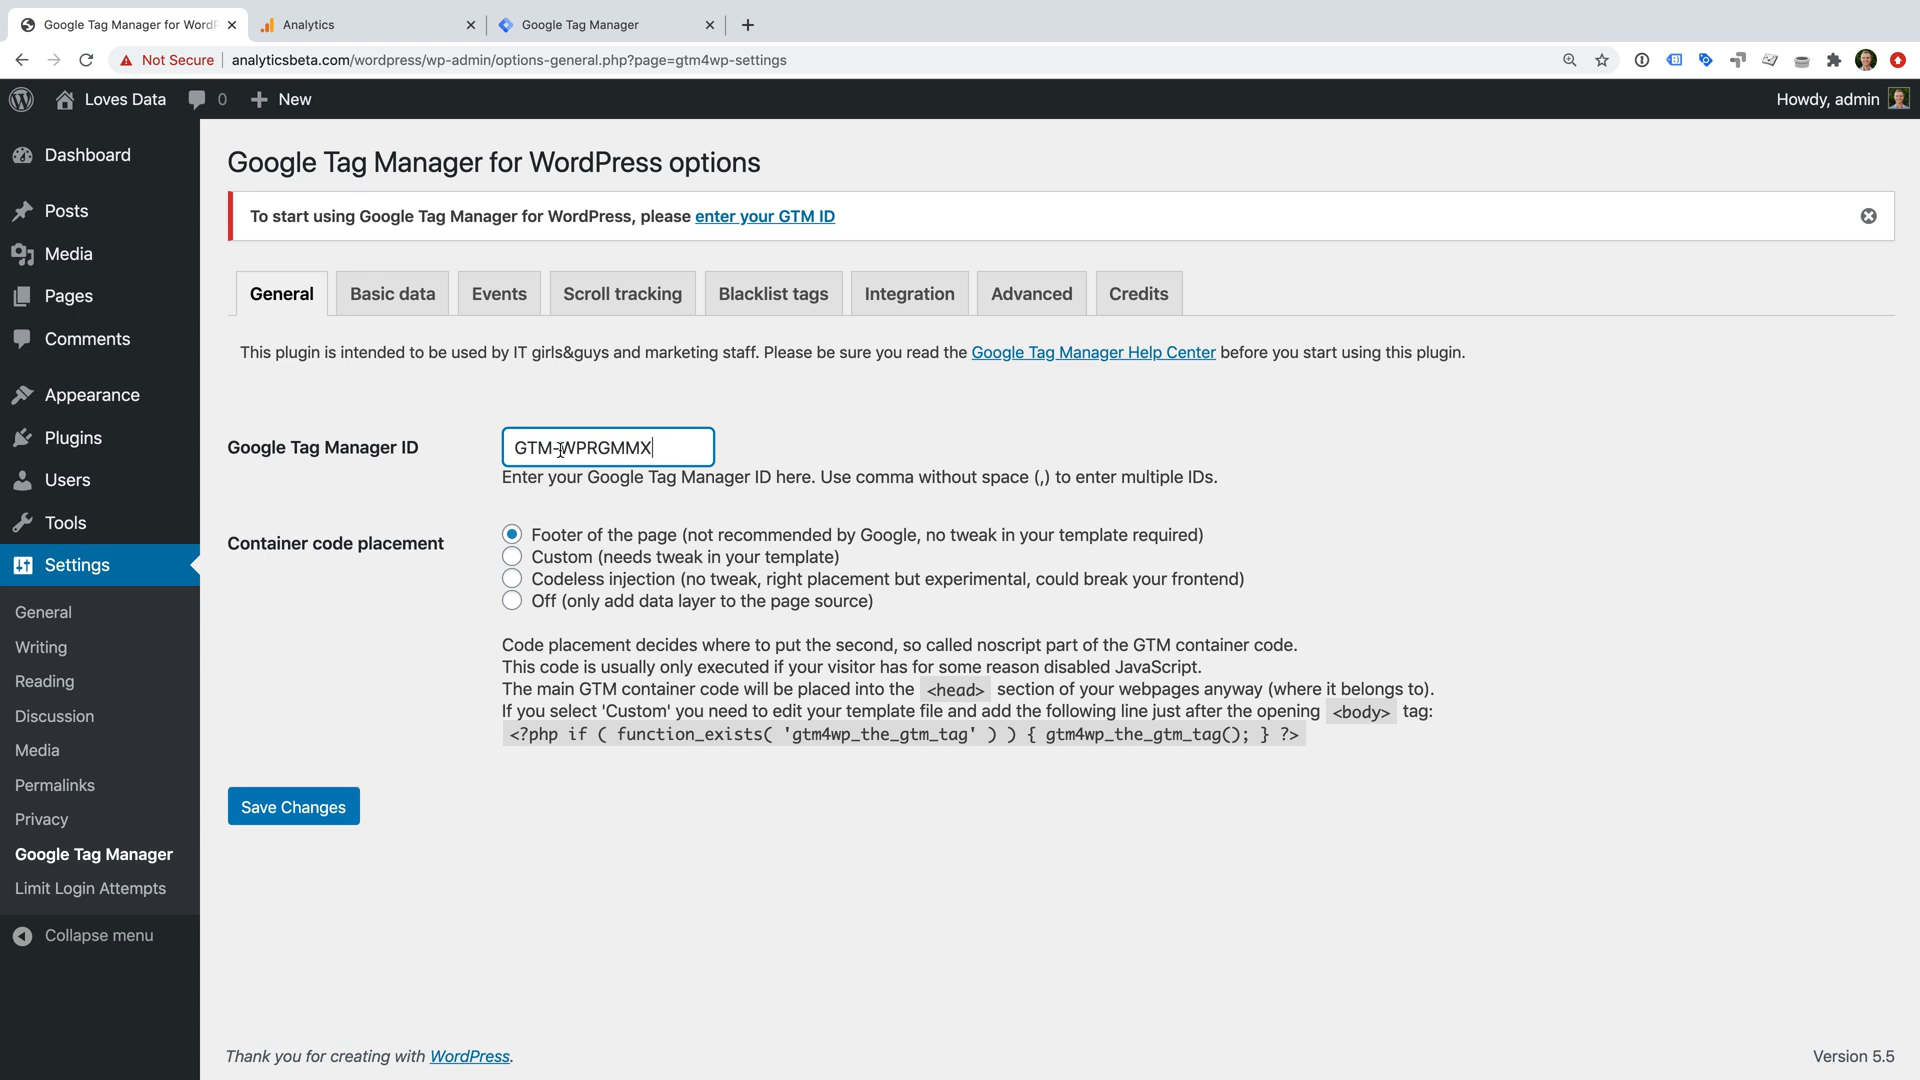 Google Tag Manager for WordP
Analytics
Google Tag Manager
Not Secure
analyticsbeta.com/wordpress/wp-admin/options-general.php?page=gtm4wp-settings
Loves Data
0
New
Howdy, admin
Dashboard
Posts
Media
Pages
Comments
Appearance
Plugins
Users
Tools
Settings
General
Writing
Reading
Discussion
Media
Permalinks
Privacy
Google Tag Manager
Limit Login Attempts
Collapse menu
Google Tag Manager for WordPress options
To start using Google Tag Manager for WordPress, please enter your GTM ID
General
Basic data
Events
Scroll tracking
Blacklist tags
Integration
Advanced
Credits
This plugin is intended to be used by IT girls&guys and marketing staff. Please be sure you read the Google Tag Manager Help Center before you start using this plugin.
Google Tag Manager ID
GTM-WPRGMMX
Enter your Google Tag Manager ID here. Use comma without space (,) to enter multiple IDs.
Container code placement
Footer of the page (not recommended by Google, no tweak in your template required)
Custom (needs tweak in your template)
Codeless injection (no tweak, right placement but experimental, could break your frontend)
Off (only add data layer to the page source)
Code placement decides where to put the second, so called noscript part of the GTM container code.
This code is usually only executed if your visitor has for some reason disabled JavaScript.
The main GTM container code will be placed into the <head> section of your webpages anyway (where it belongs to).
If you select 'Custom' you need to edit your template file and add the following line just after the opening <body> tag:
<?php if ( function_exists( 'gtm4wp_the_gtm_tag' ) ) { gtm4wp_the_gtm_tag(); } ?>
Save Changes
Thank you for creating with WordPress.
Version 5.5